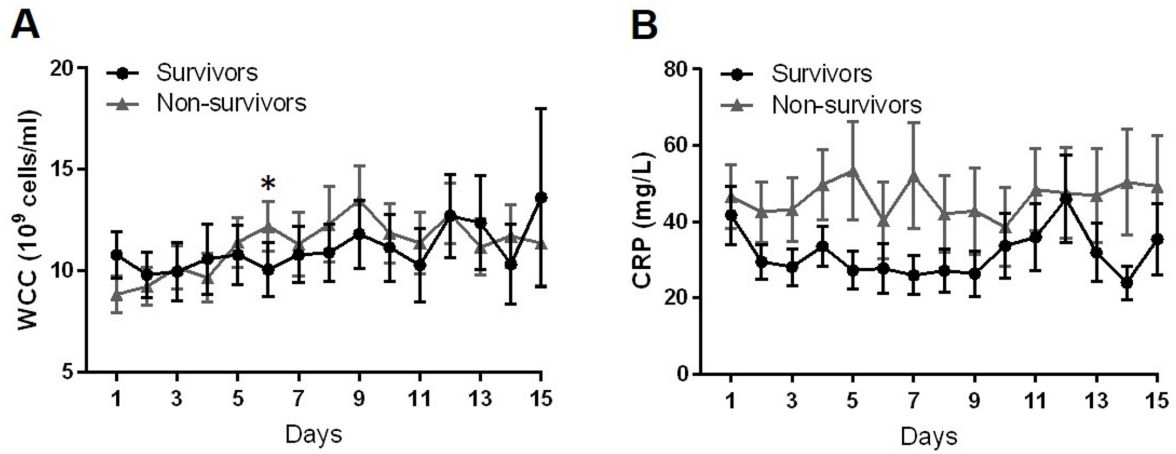 A
Survivors
Non-survivors
WCC (10⁹ cells/ml)
20
15
10
5
*
1 3 5 7 9 11 13 15
Days
B
Survivors
Non-survivors
CRP (mg/L)
80
60
40
20
0
1 3 5 7 9 11 13 15
Days